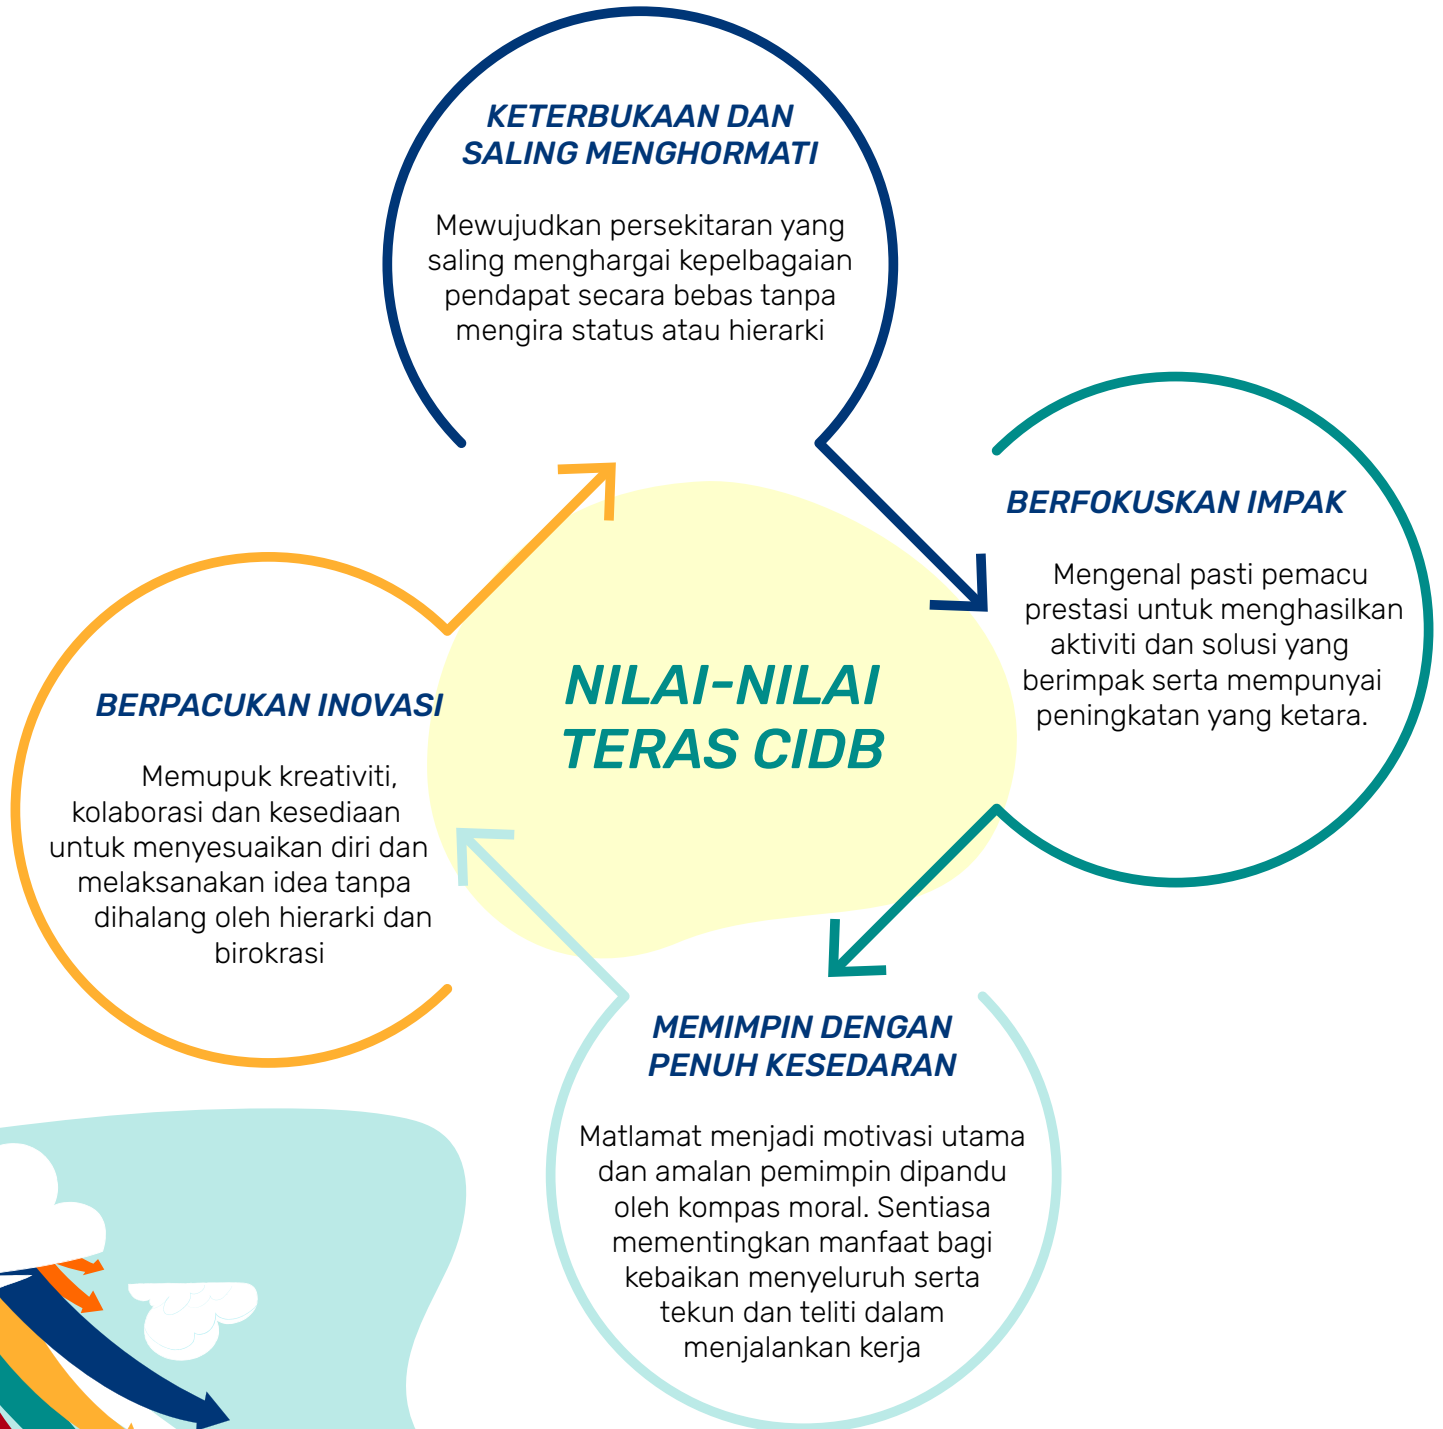 KETERBUKAAN DAN
SALING MENGHORMATI
Mewujudkan persekitaran yang
saling menghargai kepelbagaian
pendapat secara bebas tanpa
mengira status atau hierarki
BERFOKUSKAN IMPAK
Mengenal pasti pemacu
prestasi untuk menghasilkan
aktiviti dan solusi yang
berimpak serta mempunyai
peningkatan yang ketara.
NILAI-NILAI
TERAS CIDB
BERPACUKAN INOVASI
Memupuk kreativiti,
kolaborasi dan kesediaan
untuk menyesuaikan diri dan
melaksanakan idea tanpa
dihalang oleh hierarki dan
birokrasi
MEMIMPIN DENGAN
PENUH KESEDARAN
Matlamat menjadi motivasi utama
dan amalan pemimpin dipandu
oleh kompas moral. Sentiasa
mementingkan manfaat bagi
kebaikan menyeluruh serta
tekun dan teliti dalam
menjalankan kerja